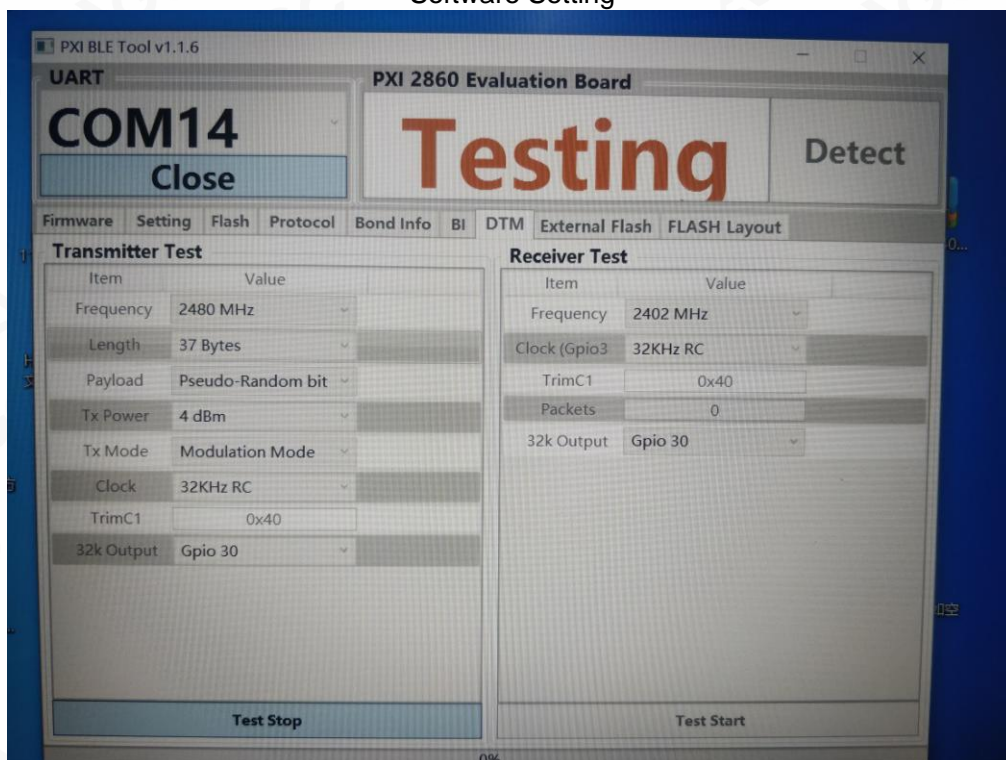 Software Setting
PXI BLE Tool v1.1.6
UART
PXI 2860 Evaluation Board
COM14
Close
Testing
Detect
Firmware Setting Flash Protocol Bond Info BI DTM External Flash FLASH Layout
Transmitter Test
Item Value
Frequency 2480 MHz
Length 37 Bytes
Payload Pseudo-Random bit
Tx Power 4 dBm
Tx Mode Modulation Mode
Clock 32KHz RC
TrimC1 0x40
32k Output Gpio 30
Test Stop
Receiver Test
Item Value
Frequency 2402 MHz
Clock (Gpio3 32KHz RC
TrimC1 0x40
Packets 0
32k Output Gpio 30
Test Start
0%